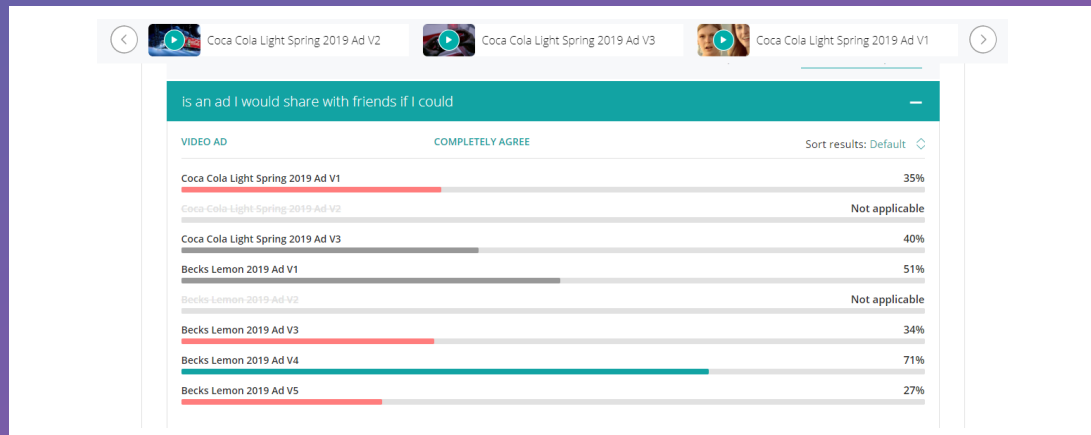 Coca Cola Light Spring 2019 Ad V2
Coca Cola Light Spring 2019 Ad V3
Coca Cola Light Spring 2019 Ad V1
is an ad I would share with friends if I could
VIDEO AD COMPLETELY AGREE Sort results: Default
Coca Cola Light Spring 2019 Ad V1 35%
Coca Cola Light Spring 2019 Ad V2 Not applicable
Coca Cola Light Spring 2019 Ad V3 40%
Becks Lemon 2019 Ad V1 51%
Becks Lemon 2019 Ad V2 Not applicable
Becks Lemon 2019 Ad V3 34%
Becks Lemon 2019 Ad V4 71%
Becks Lemon 2019 Ad V5 27%